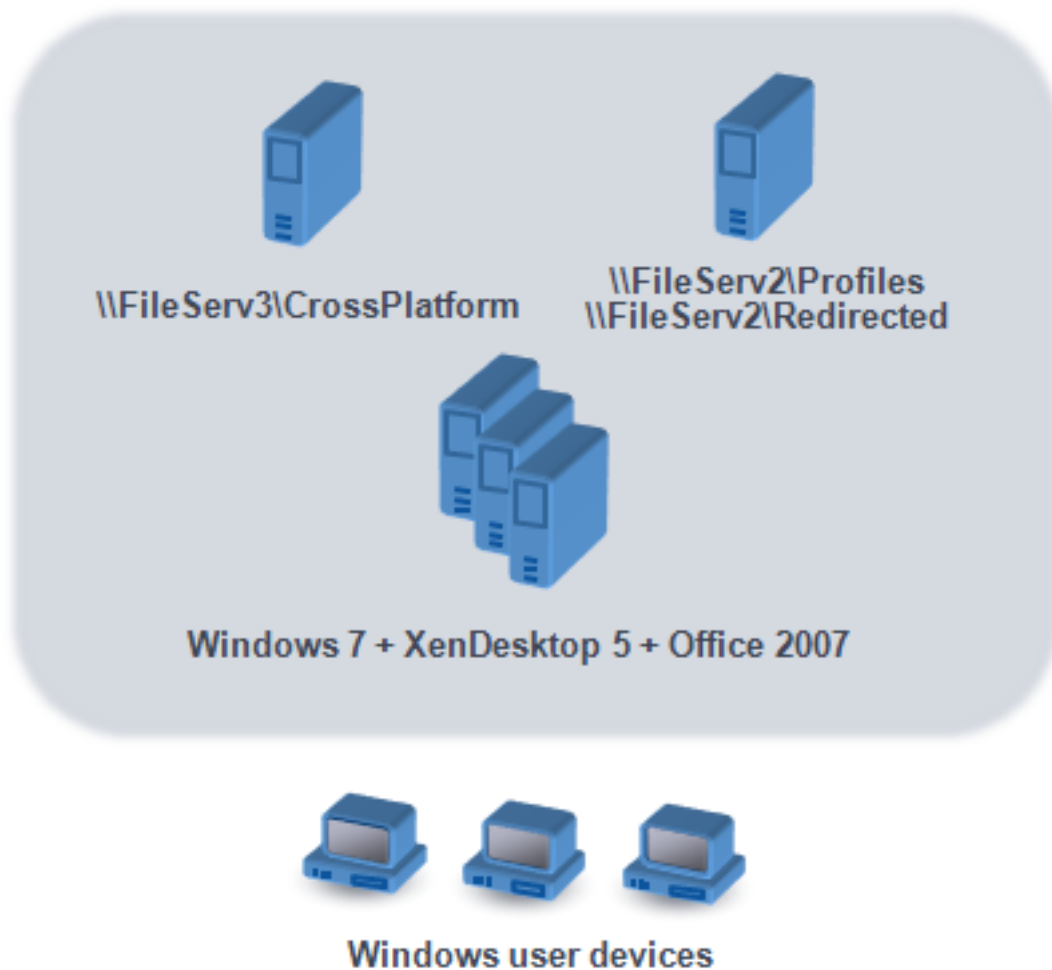 \\FileServ3\CrossPlatform
\\FileServ2\Profiles
\\FileServ2\Redirected
Windows 7 + XenDesktop 5 + Office 2007
Windows user devices